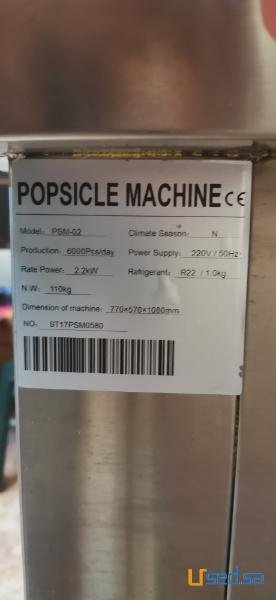 POPSICLE MACHINE CE
Model: PSM-02 Climate Season: N
Production: 6000Pcs/day Power Supply: 220V / 50Hz
Rate Power: 2.2kW Refrigerant: R22 / 1.0kg
N.W: 110kg
Dimension of machine: 770×570×1080mm
NO: ST17PSM0580
Used.sa